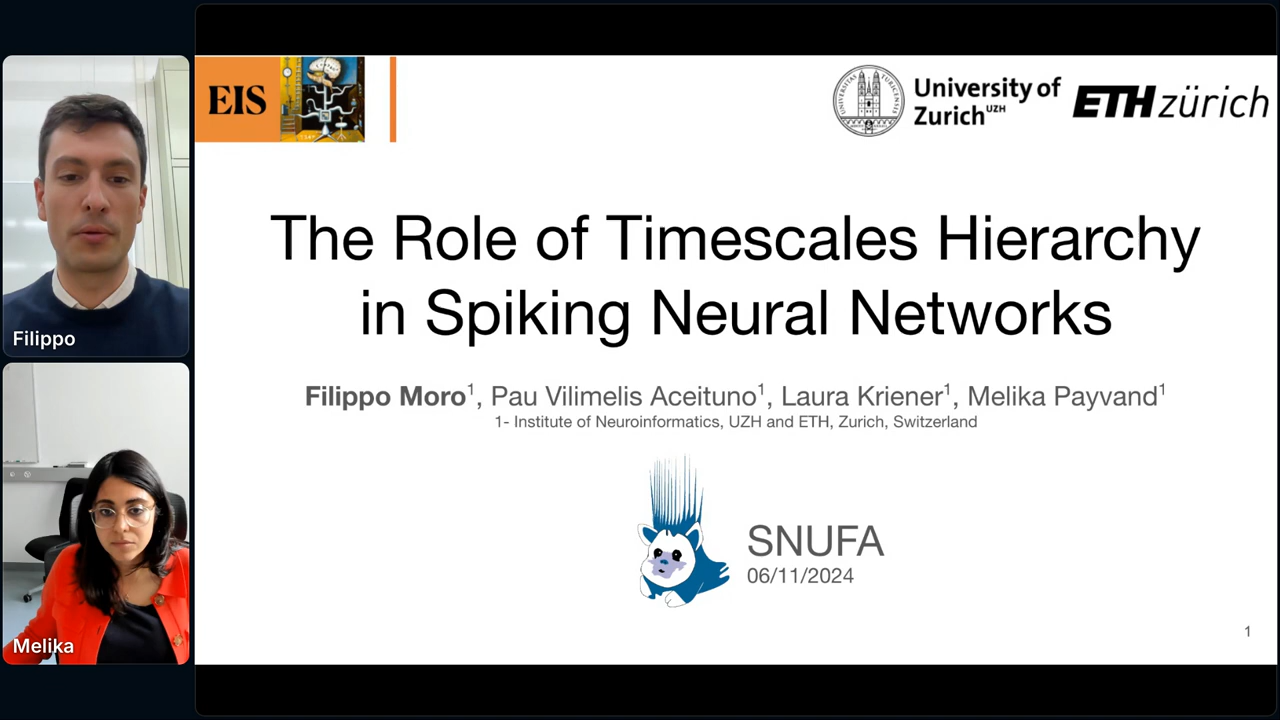 EIS
University of
Zurich UZH
ETH zürich
The Role of Timescales Hierarchy
in Spiking Neural Networks
Filippo Moro¹, Pau Vilimelis Aceituno¹, Laura Kriener¹, Melika Payvand¹
1- Institute of Neuroinformatics, UZH and ETH, Zurich, Switzerland
SNUFA
06/11/2024
1
Filippo
Melika